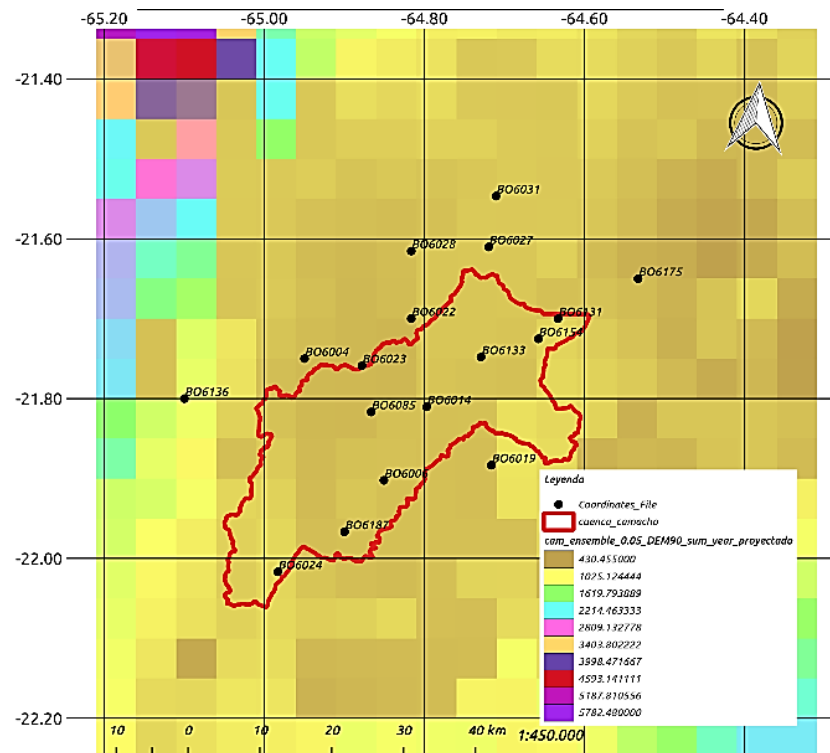 -65.20 -65.00 -64.80 -64.60 -64.40
-21.40
BO6031
-21.60
BO6028 BO6027
BO6175
BO6022 BO6131
BO6154
BO6004 BO6023 BO6133
-21.80
BO6136
BO6085 BO6014
BO6019
BO6006
BO6187
-22.00
BO6024
-22.20
Leyenda
Coordinates_File
cuenca_camacho
cam_ensemble_0.05_DEM90_sum_year_proyectado
430.455000
1025.124444
1619.793889
2214.463333
2809.132778
3403.802222
3998.471667
4593.141111
5187.810556
5782.480000
10 0 10 20 30 40 km 1:450.000